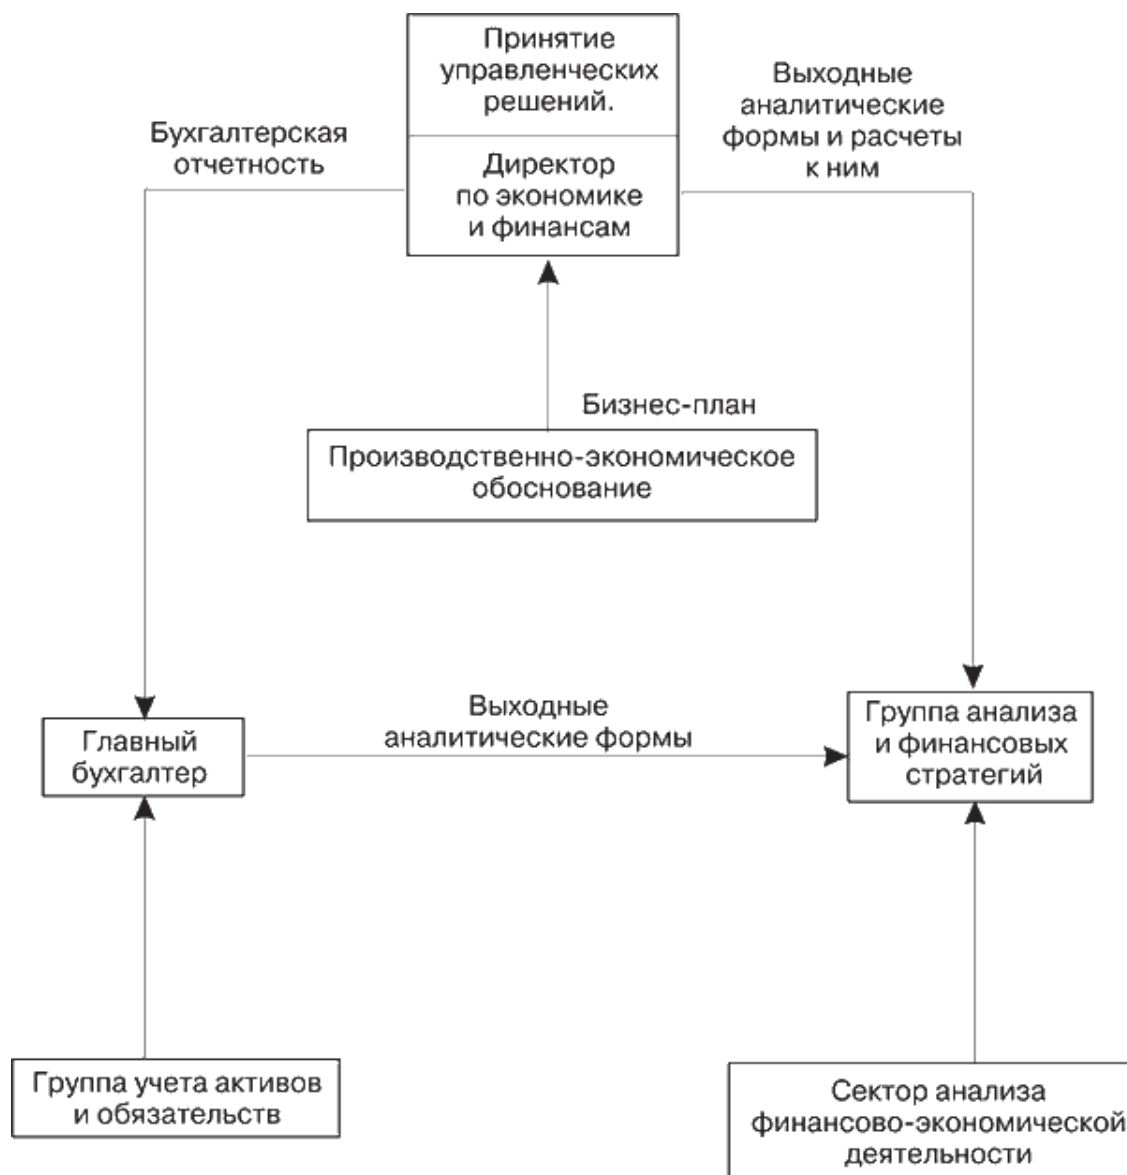 Принятие
управленческих
решений.
Директор
по экономике
и финансам
Бухгалтерская
отчетность
Выходные
аналитические
формы и расчеты
к ним
Бизнес-план
Производственно-экономическое
обоснование
Главный
бухгалтер
Выходные
аналитические формы
Группа анализа
и финансовых
стратегий
Группа учета активов
и обязательств
Сектор анализа
финансово-экономической
деятельности